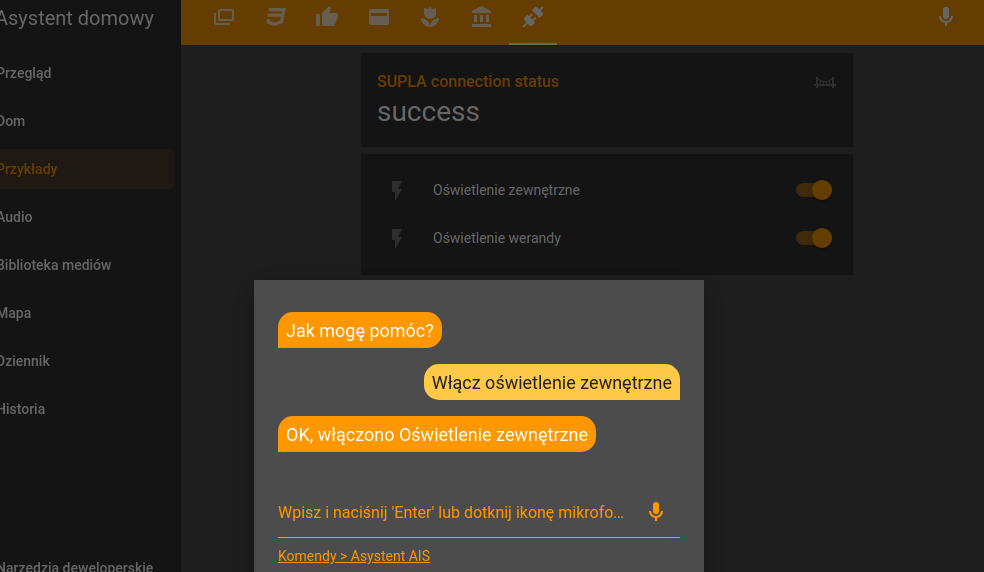 Asystent domowy
Przegląd
Dom
Przykłady
Audio
Biblioteka mediów
Mapa
Dziennik
Historia
Narzędzia deweloperskie
SUPLA connection status
success
Oświetlenie zewnętrzne
Oświetlenie werandy
Jak mogę pomóc?
Włącz oświetlenie zewnętrzne
OK, włączono Oświetlenie zewnętrzne
Wpisz i naciśnij 'Enter' lub dotknij ikonę mikrofo...
Komendy > Asystent AIS